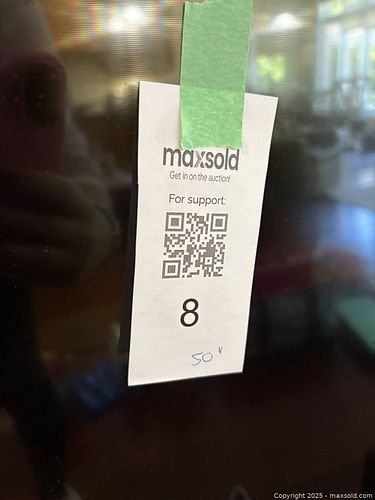 maxsold
Get in on the auction!
For support:
8
50"
Copyright 2025 - maxsold.com